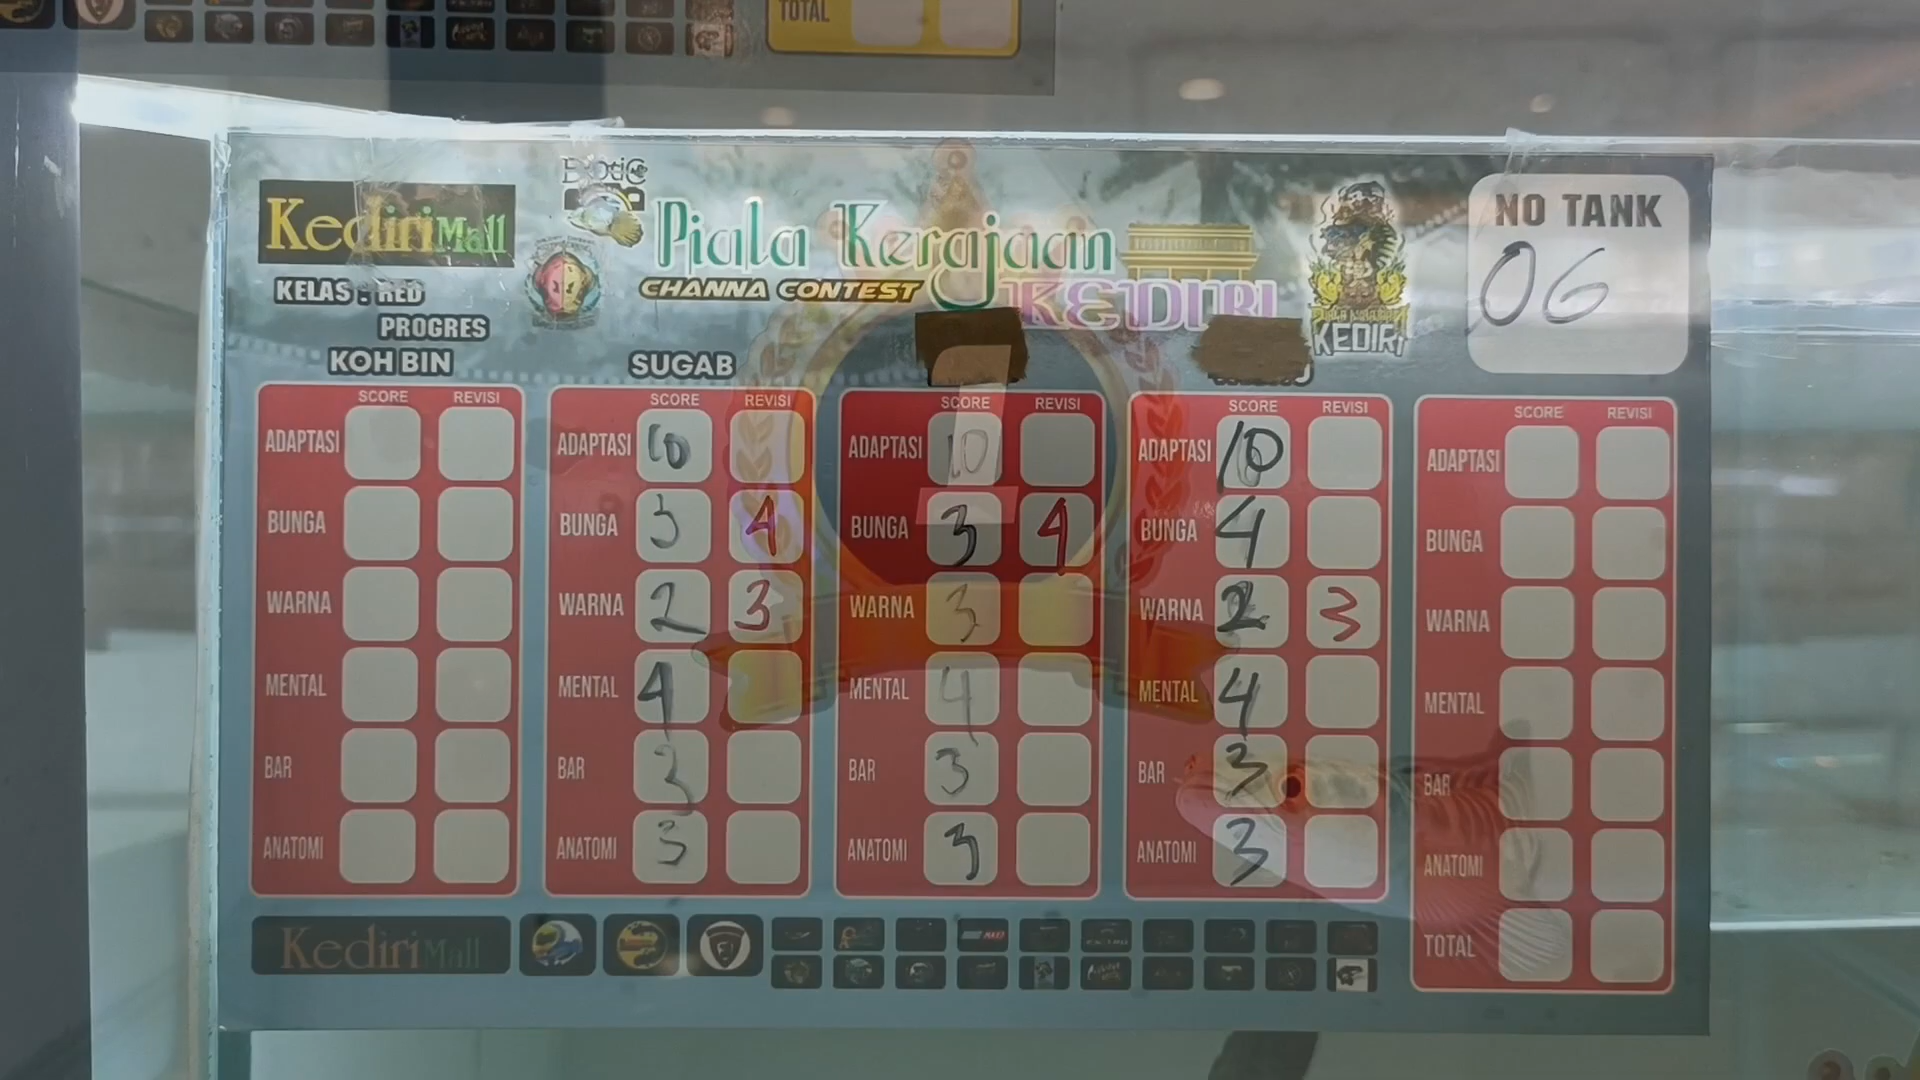 TOTAL
KediriMall
Exotic
Piala Kerajaan
KEDIRI
CHANNA CONTEST
KELAS : RED
PROGRES
KEDIRI
NO TANK
06
1
KOH BIN
SCORE REVISI
ADAPTASI
BUNGA
WARNA
MENTAL
BAR
ANATOMI
SUGAB
SCORE REVISI
ADAPTASI 10
BUNGA 3 4
WARNA 2 3
MENTAL 4
BAR 3
ANATOMI 3
SCORE REVISI
ADAPTASI 10
BUNGA 3 4
WARNA 3
MENTAL 4
BAR 3
ANATOMI 3
SCORE REVISI
ADAPTASI 10
BUNGA 4
WARNA 2 3
MENTAL 4
BAR 3
ANATOMI 3
SCORE REVISI
ADAPTASI
BUNGA
WARNA
MENTAL
BAR
ANATOMI
TOTAL
KediriMall